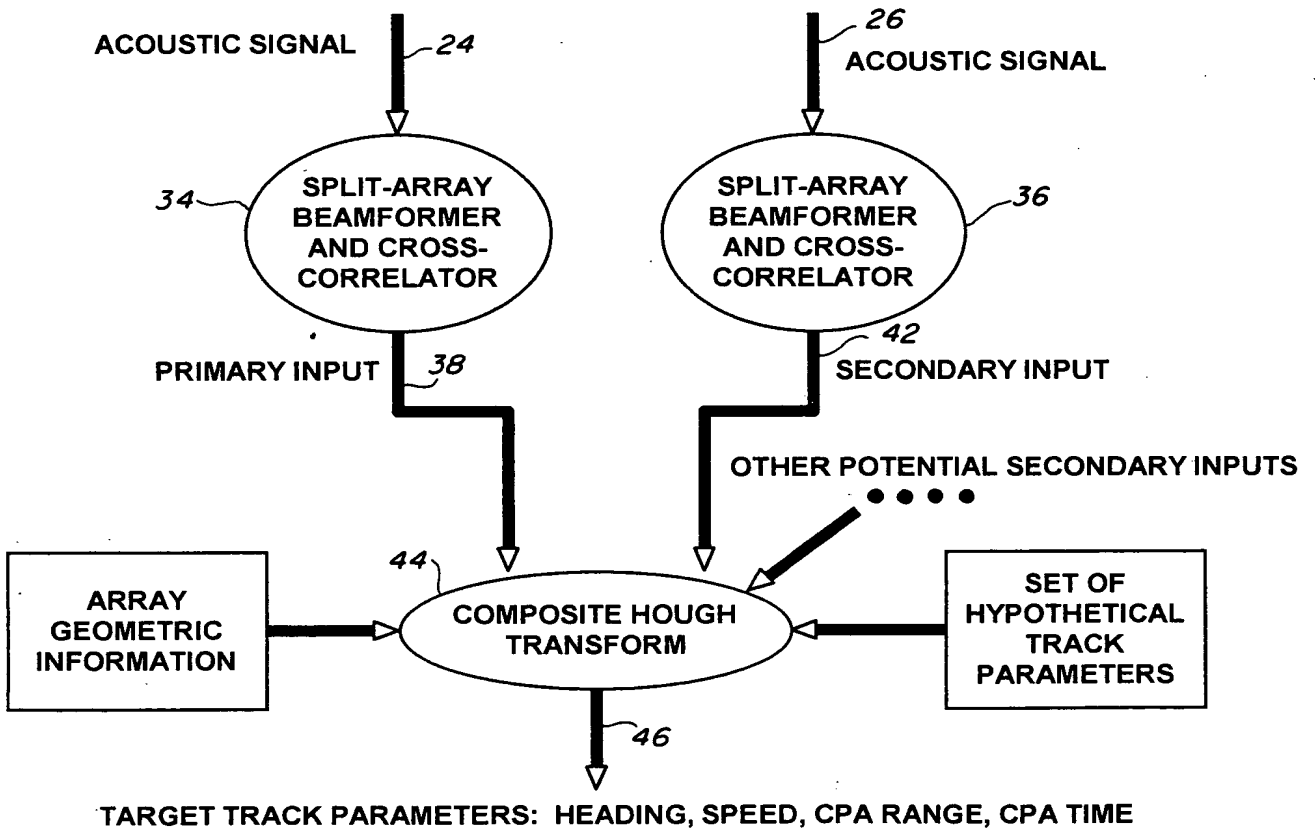 ACOUSTIC SIGNAL
24
26
ACOUSTIC SIGNAL
34
SPLIT-ARRAY
BEAMFORMER
AND CROSS-
CORRELATOR
SPLIT-ARRAY
BEAMFORMER
AND CROSS-
CORRELATOR
36
PRIMARY INPUT
38
42
SECONDARY INPUT
OTHER POTENTIAL SECONDARY INPUTS
ARRAY
GEOMETRIC
INFORMATION
44
COMPOSITE HOUGH
TRANSFORM
SET OF
HYPOTHETICAL
TRACK
PARAMETERS
46
TARGET TRACK PARAMETERS: HEADING, SPEED, CPA RANGE, CPA TIME